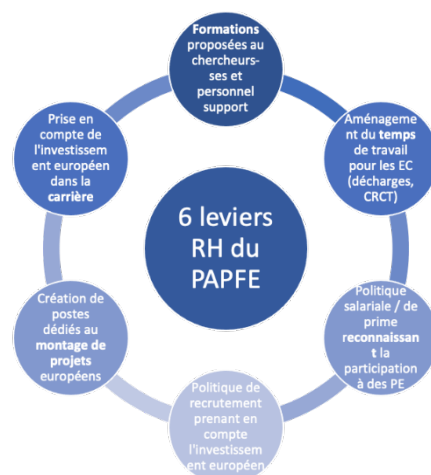 Formations
proposées au
chercheurs-
ses et
personnel
support
Aménageme
nt du temps
de travail
pour les EC
(décharges,
CRCT)
Politique
salariale / de
prime
reconnaissan
t la
participation
à des PE
Politique de
recrutement
prenant en
compte
l'investissem
ent européen
Création de
postes
dédiés au
montage de
projets
européens
Prise en
compte de
l'investissem
ent européen
dans la
carrière
6 leviers
RH du
PAPFE